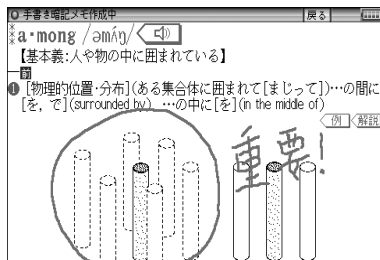 手書き暗記メモ作成中 戻る
a·mong /əmʌ́ŋ/
【基本義:人や物の中に囲まれている】
前
❶ [物理的位置·分布](ある集合体に囲まれて[まじって])…の間に
[を, で](surrounded by) …の中に[を](in the middle of)
例 解説
重要!